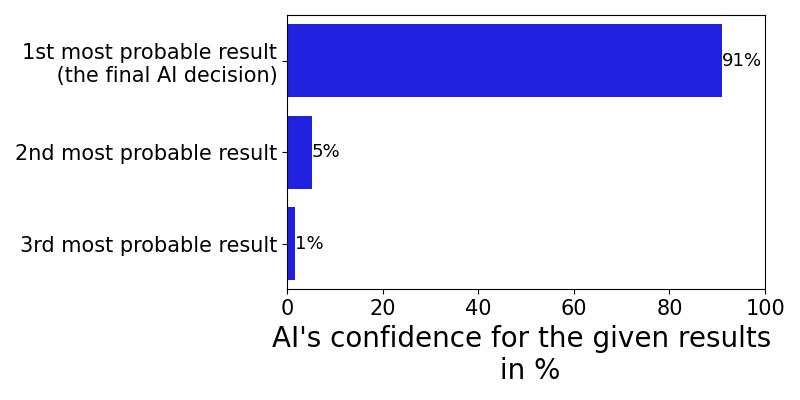 1st most probable result
(the final AI decision)
91%
2nd most probable result
5%
3rd most probable result
1%
0 20 40 60 80 100
AI's confidence for the given results
in %